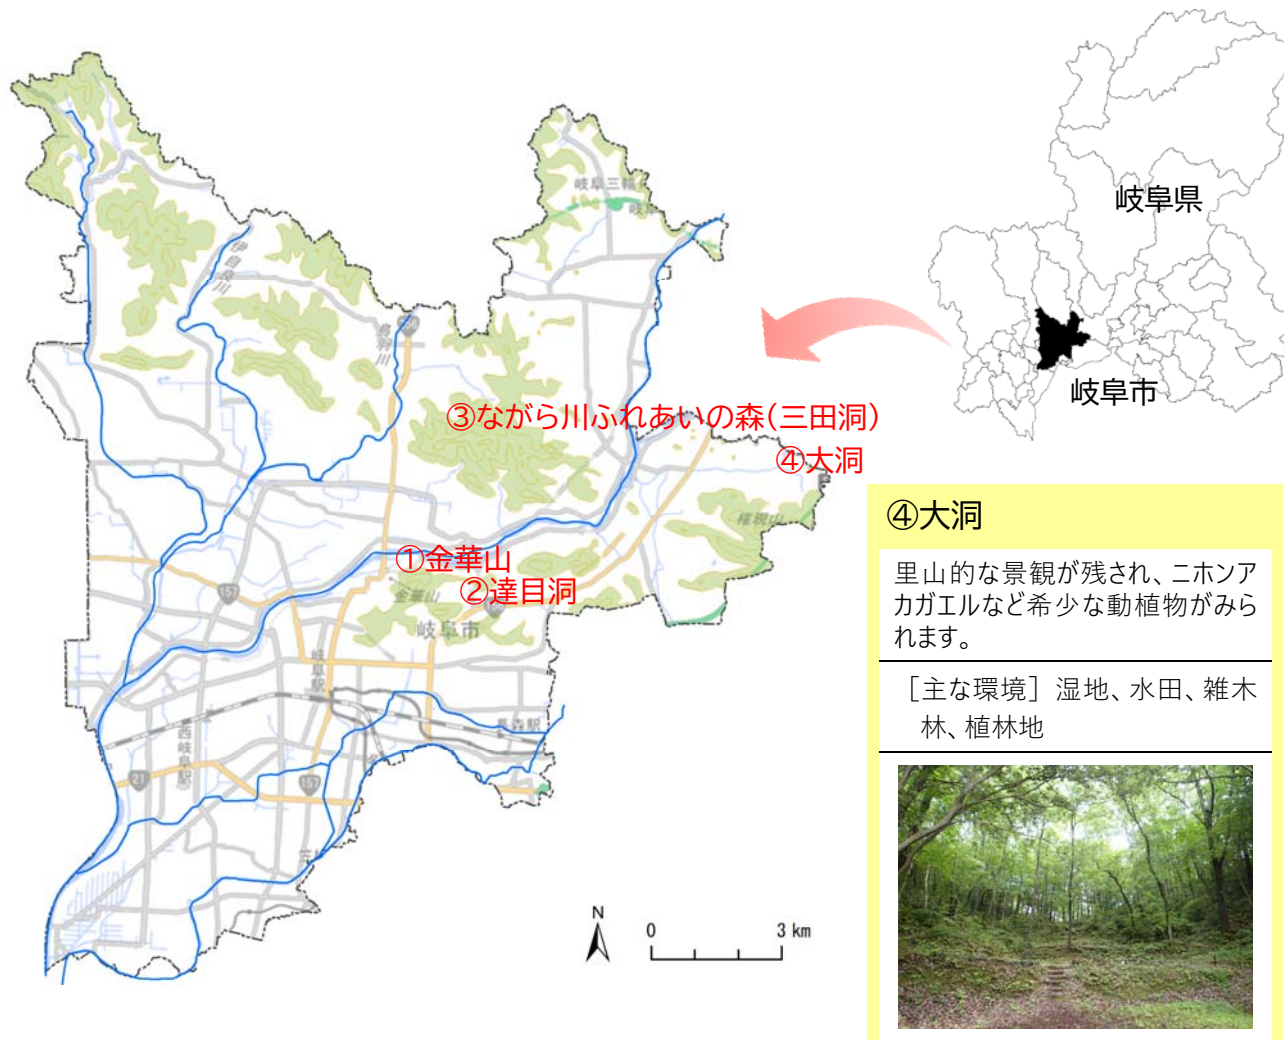 岐阜県
岐阜市
岐阜三輪
伊自良川
鳥羽川
③ながら川ふれあいの森(三田洞)
④大洞
権現山
①金華山
②達目洞
金華山
157
岐阜市
岐阜駅
長森駅
西岐阜駅
21
157
N
0 3 km
④大洞
里山的な景観が残され、ニホンア
カガエルなど希少な動植物がみら
れます。
［主な環境］湿地、水田、雑木
林、植林地